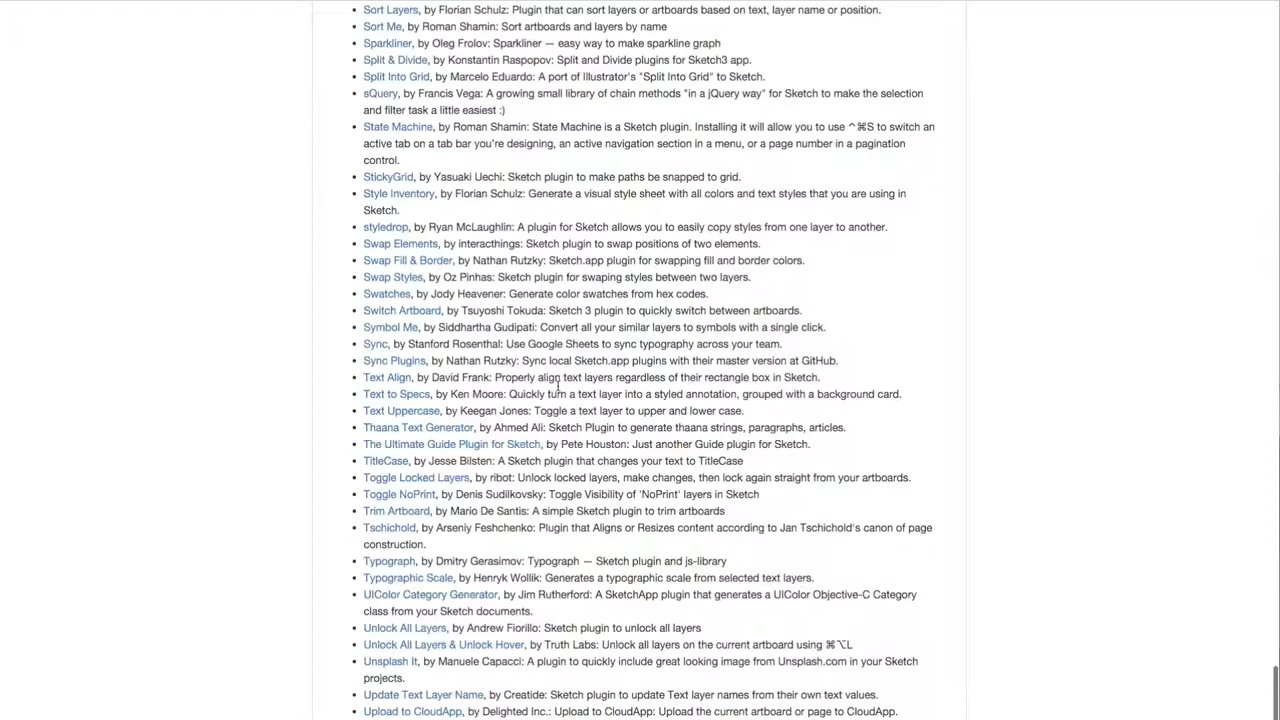 • Sort Layers, by Florian Schulz: Plugin that can sort layers or artboards based on text, layer name or position.
• Sort Me, by Roman Shamin: Sort artboards and layers by name
• Sparkliner, by Oleg Frolov: Sparkliner — easy way to make sparkline graph
• Split & Divide, by Konstantin Raspopov: Split and Divide plugins for Sketch3 app.
• Split Into Grid, by Marcelo Eduardo: A port of Illustrator's "Split Into Grid" to Sketch.
• sQuery, by Francis Vega: A growing small library of chain methods "in a jQuery way" for Sketch to make the selection
and filter task a little easiest :)
• State Machine, by Roman Shamin: State Machine is a Sketch plugin. Installing it will allow you to use ^⌘S to switch an
active tab on a tab bar you're designing, an active navigation section in a menu, or a page number in a pagination
control.
• StickyGrid, by Yasuaki Uechi: Sketch plugin to make paths be snapped to grid.
• Style Inventory, by Florian Schulz: Generate a visual style sheet with all colors and text styles that you are using in
Sketch.
• styledrop, by Ryan McLaughlin: A plugin for Sketch allows you to easily copy styles from one layer to another.
• Swap Elements, by interacthings: Sketch plugin to swap positions of two elements.
• Swap Fill & Border, by Nathan Rutzky: Sketch.app plugin for swapping fill and border colors.
• Swap Styles, by Oz Pinhas: Sketch plugin for swaping styles between two layers.
• Swatches, by Jody Heavener: Generate color swatches from hex codes.
• Switch Artboard, by Tsuyoshi Tokuda: Sketch 3 plugin to quickly switch between artboards.
• Symbol Me, by Siddhartha Gudipati: Convert all your similar layers to symbols with a single click.
• Sync, by Stanford Rosenthal: Use Google Sheets to sync typography across your team.
• Sync Plugins, by Nathan Rutzky: Sync local Sketch.app plugins with their master version at GitHub.
• Text Align, by David Frank: Properly align text layers regardless of their rectangle box in Sketch.
• Text to Specs, by Ken Moore: Quickly turn a text layer into a styled annotation, grouped with a background card.
• Text Uppercase, by Keegan Jones: Toggle a text layer to upper and lower case.
• Thaana Text Generator, by Ahmed Ali: Sketch Plugin to generate thaana strings, paragraphs, articles.
• The Ultimate Guide Plugin for Sketch, by Pete Houston: Just another Guide plugin for Sketch.
• TitleCase, by Jesse Bilsten: A Sketch plugin that changes your text to TitleCase
• Toggle Locked Layers, by ribot: Unlock locked layers, make changes, then lock again straight from your artboards.
• Toggle NoPrint, by Denis Sudilkovsky: Toggle Visibility of 'NoPrint' layers in Sketch
• Trim Artboard, by Mario De Santis: A simple Sketch plugin to trim artboards
• Tschichold, by Arseniy Feshchenko: Plugin that Aligns or Resizes content according to Jan Tschichold's canon of page
construction.
• Typograph, by Dmitry Gerasimov: Typograph — Sketch plugin and js-library
• Typographic Scale, by Henryk Wollik: Generates a typographic scale from selected text layers.
• UIColor Category Generator, by Jim Rutherford: A SketchApp plugin that generates a UIColor Objective-C Category
class from your Sketch documents.
• Unlock All Layers, by Andrew Fiorillo: Sketch plugin to unlock all layers
• Unlock All Layers & Unlock Hover, by Truth Labs: Unlock all layers on the current artboard using ⌘⌥L
• Unsplash It, by Manuele Capacci: A plugin to quickly include great looking image from Unsplash.com in your Sketch
projects.
• Update Text Layer Name, by Creatide: Sketch plugin to update Text layer names from their own text values.
• Upload to CloudApp, by Delighted Inc.: Upload to CloudApp: Upload the current artboard or page to CloudApp.